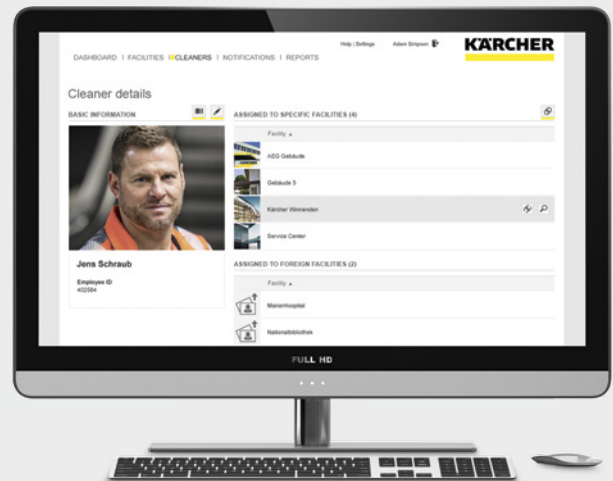 Help | Settings Adam Simpson
KÄRCHER
DASHBOARD I FACILITIES I CLEANERS I NOTIFICATIONS I REPORTS
Cleaner details
BASIC INFORMATION
Jens Schraub
Employee ID
402584
ASSIGNED TO SPECIFIC FACILITIES (4)
Facility
AEG Gebäude
Gebäude 5
Kärcher Winnenden
Service Center
ASSIGNED TO FOREIGN FACILITIES (2)
Facility
Marienhospital
Nationalbibliothek
FULL HD